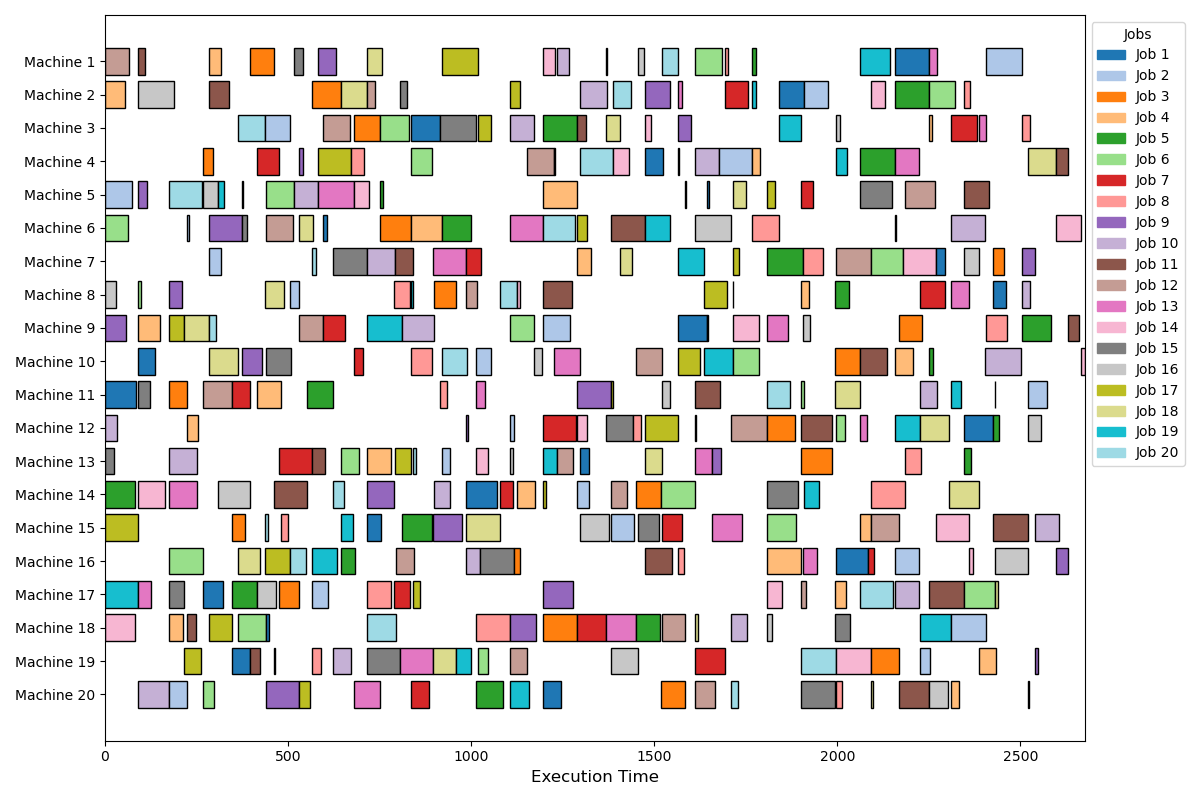 Machine 1
Machine 2
Machine 3
Machine 4
Machine 5
Machine 6
Machine 7
Machine 8
Machine 9
Machine 10
Machine 11
Machine 12
Machine 13
Machine 14
Machine 15
Machine 16
Machine 17
Machine 18
Machine 19
Machine 20
0 500 1000 1500 2000 2500
Execution Time
Jobs
Job 1
Job 2
Job 3
Job 4
Job 5
Job 6
Job 7
Job 8
Job 9
Job 10
Job 11
Job 12
Job 13
Job 14
Job 15
Job 16
Job 17
Job 18
Job 19
Job 20